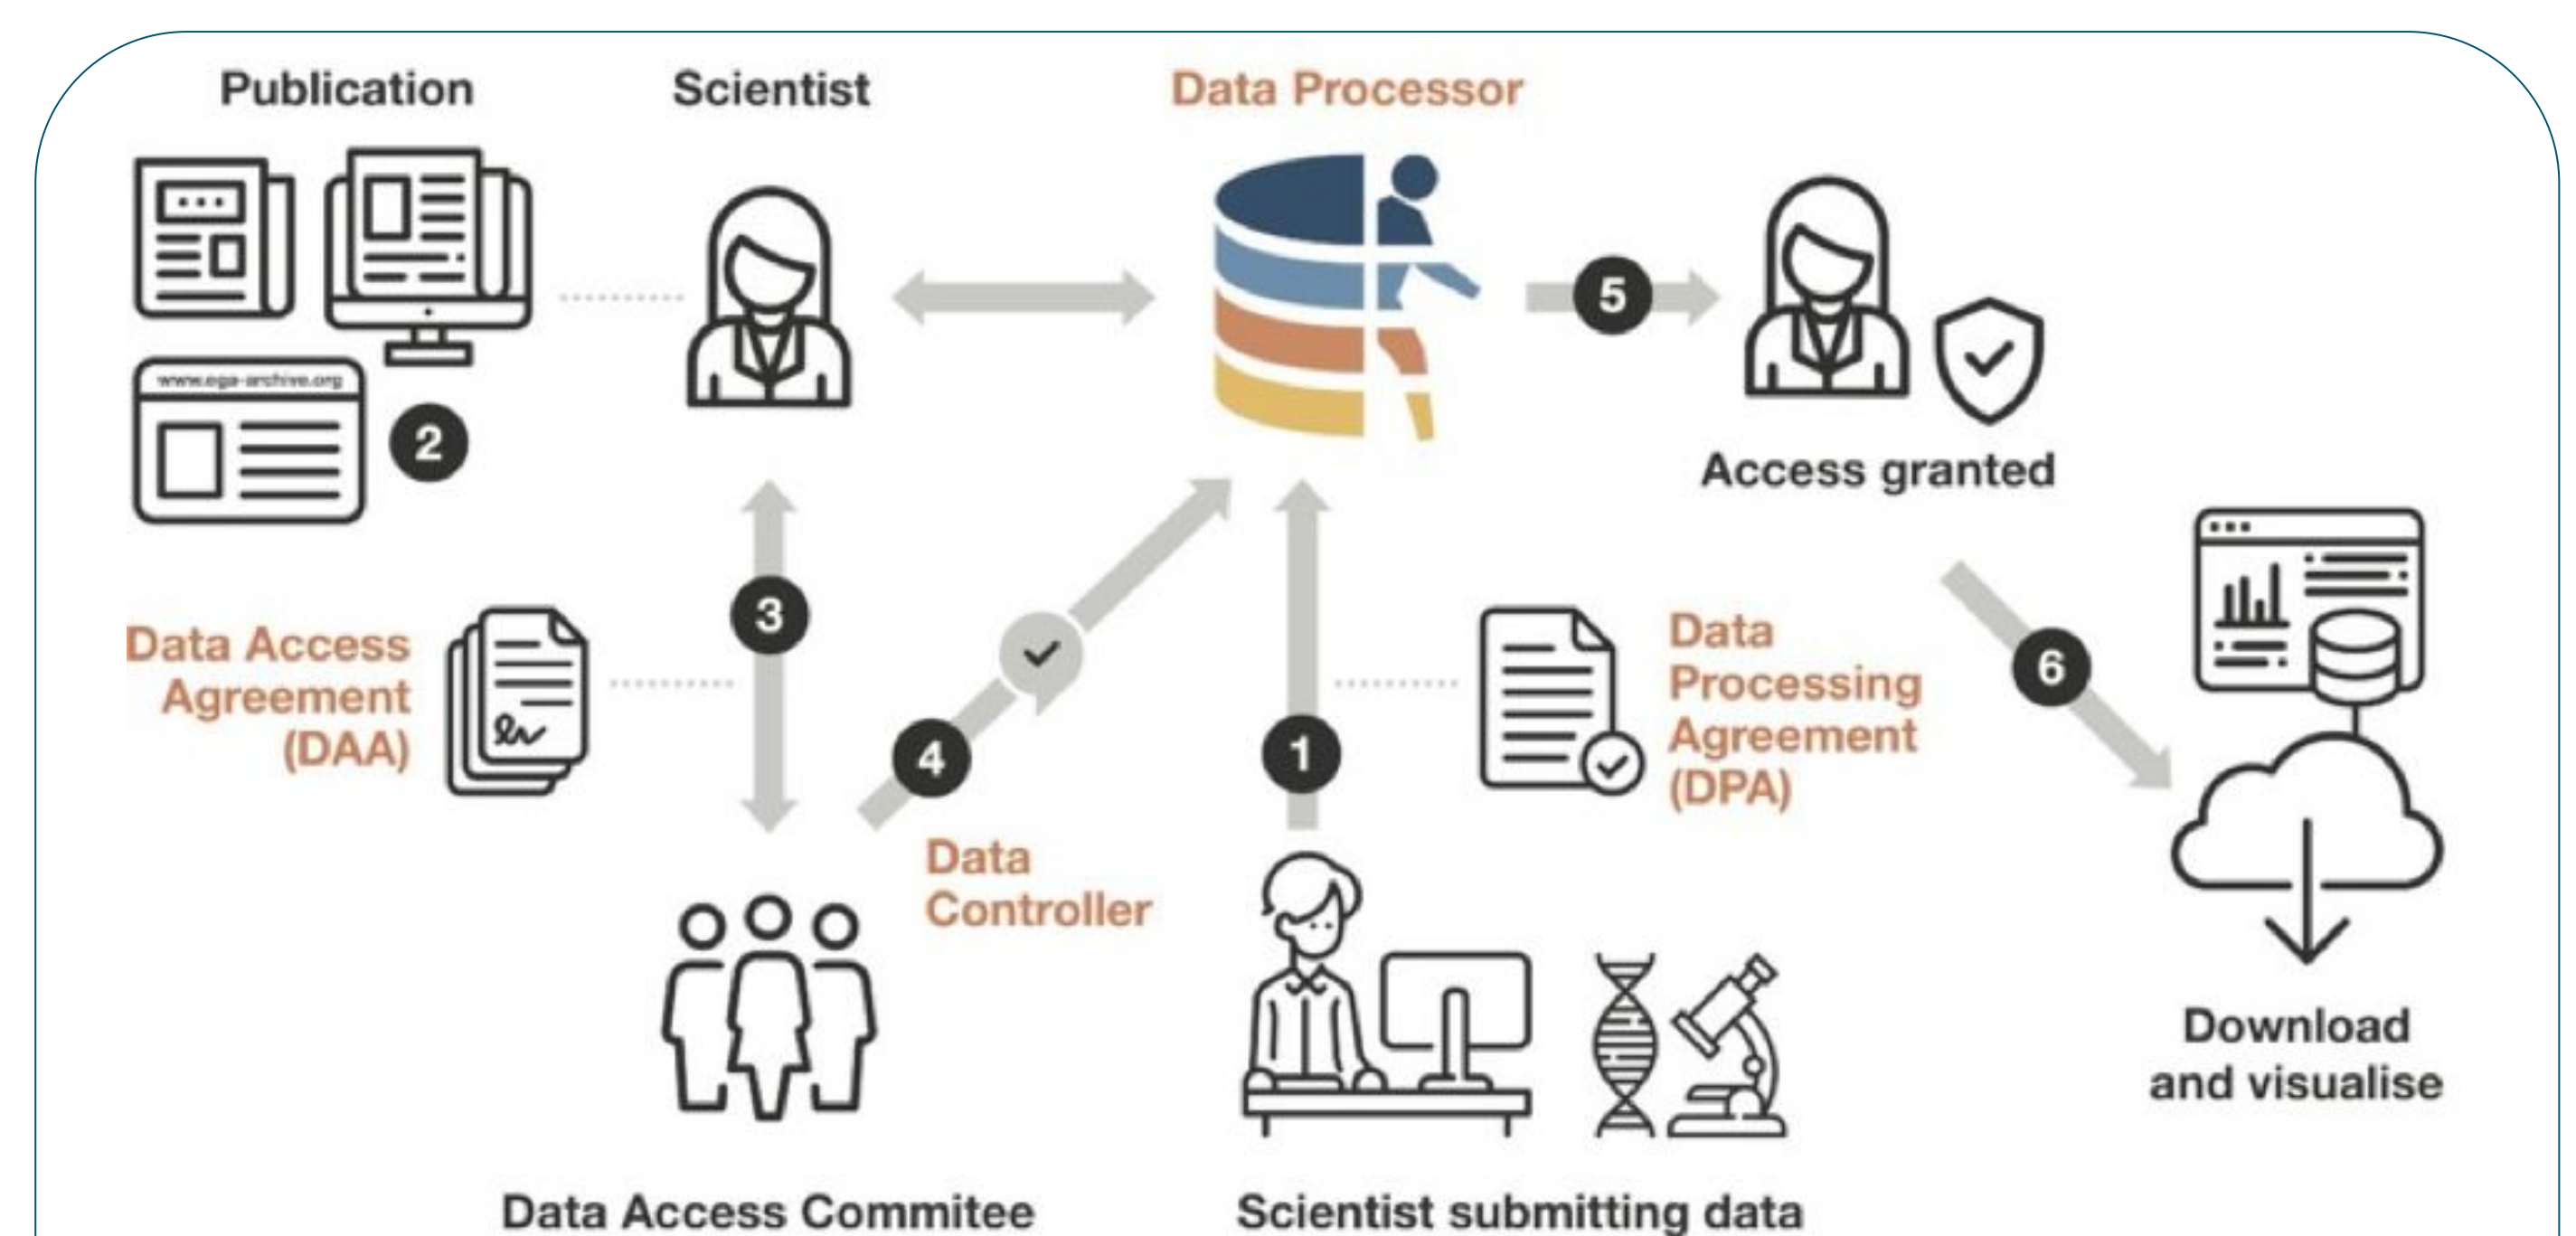 Publication
Scientist
Data Processor
www.ega-archive.org
2
5
Access granted
Data Access
Agreement
(DAA)
3
4
1
Data
Processing
Agreement
(DPA)
6
Data
Controller
Download
and visualise
Data Access Commitee
Scientist submitting data